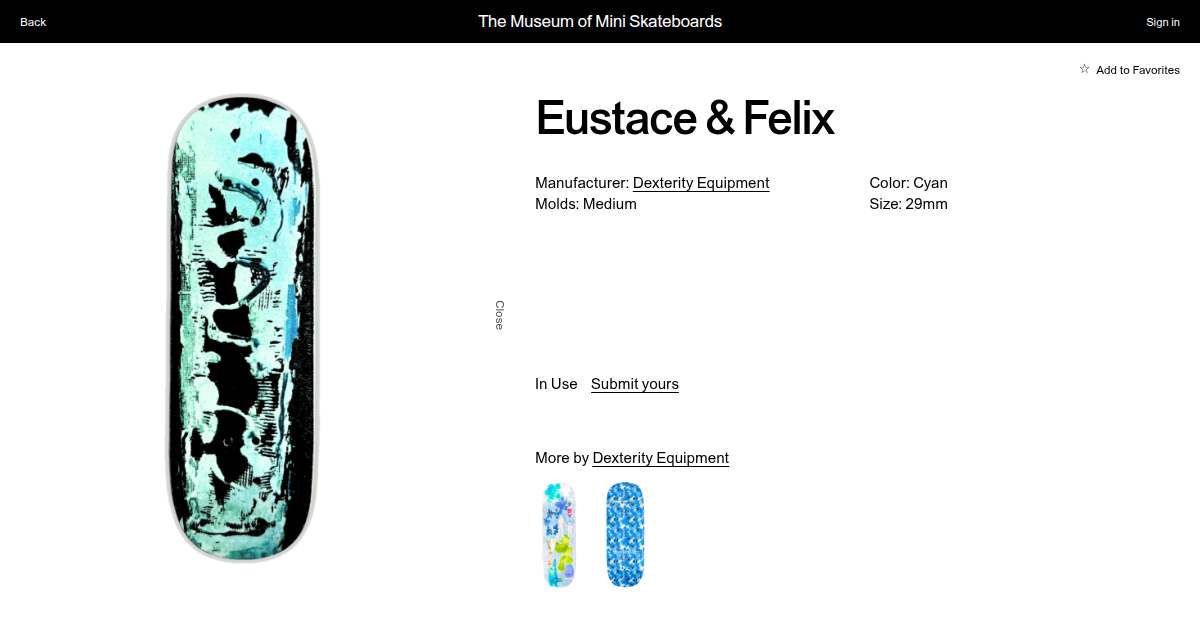 Back
The Museum of Mini Skateboards
Sign in
☆ Add to Favorites
Eustace & Felix
Manufacturer: Dexterity Equipment
Color: Cyan
Molds: Medium
Size: 29mm
Close
In Use Submit yours
More by Dexterity Equipment